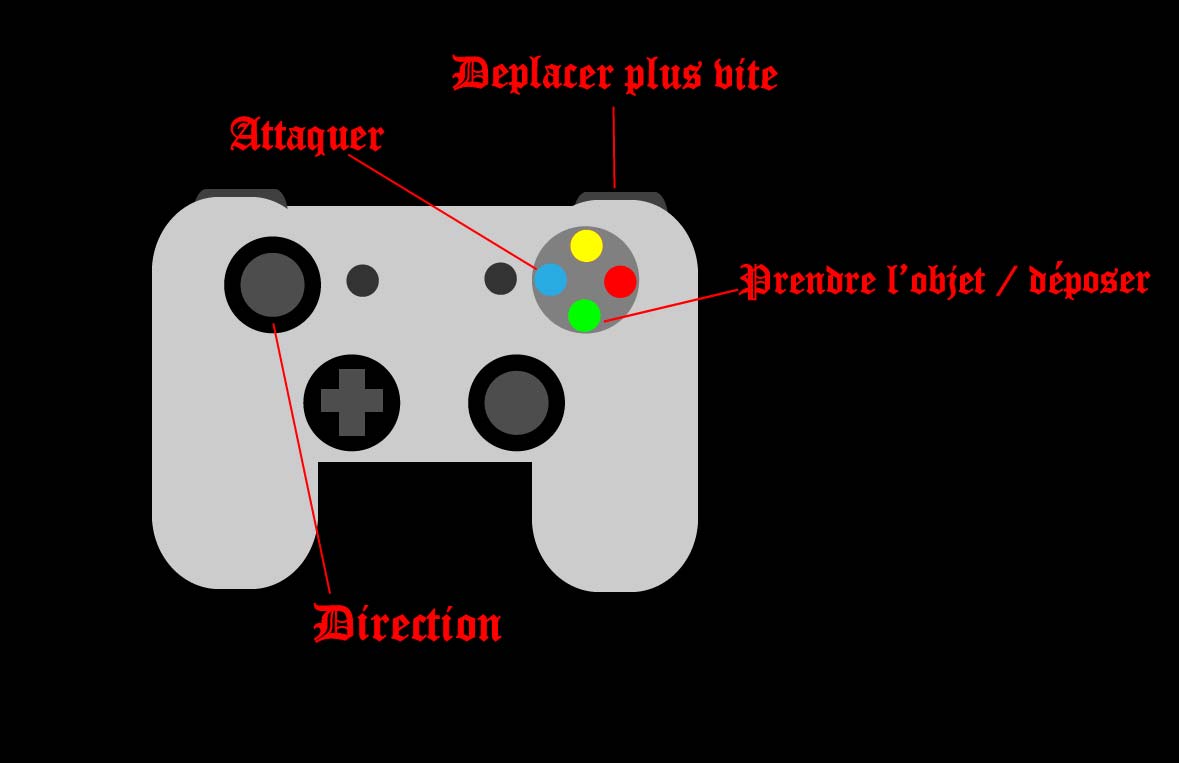 Deplacer plus vite
Attaquer
Prendre l'objet / déposer
Direction